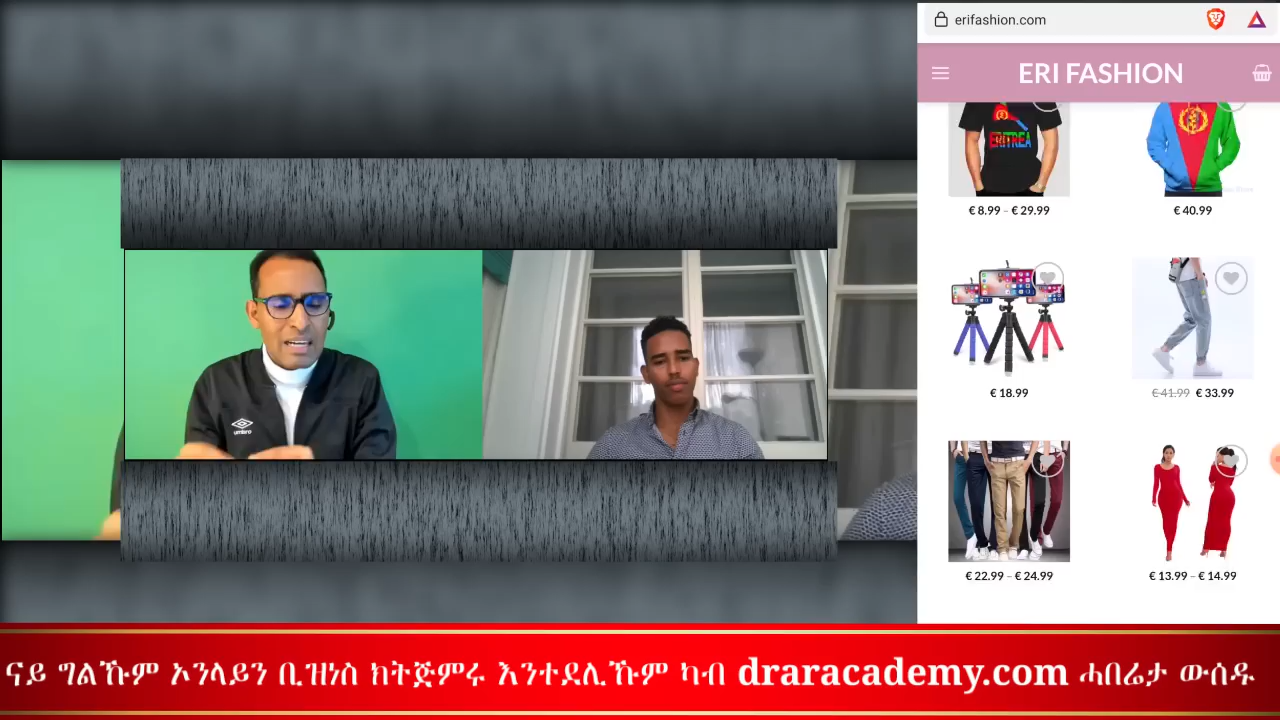 erifashion.com
ERI FASHION
ERITREA
€ 8.99 – € 29.99
€ 40.99
€ 18.99
€ 41.99 € 33.99
€ 22.99 – € 24.99
€ 13.99 – € 14.99
umbro
ናይ ግልኹም ኦንላይን ቢዝነስ ክትጅምሩ እንተደሊኹም ካብ draracademy.com ሓበሬታ ውሰዱ